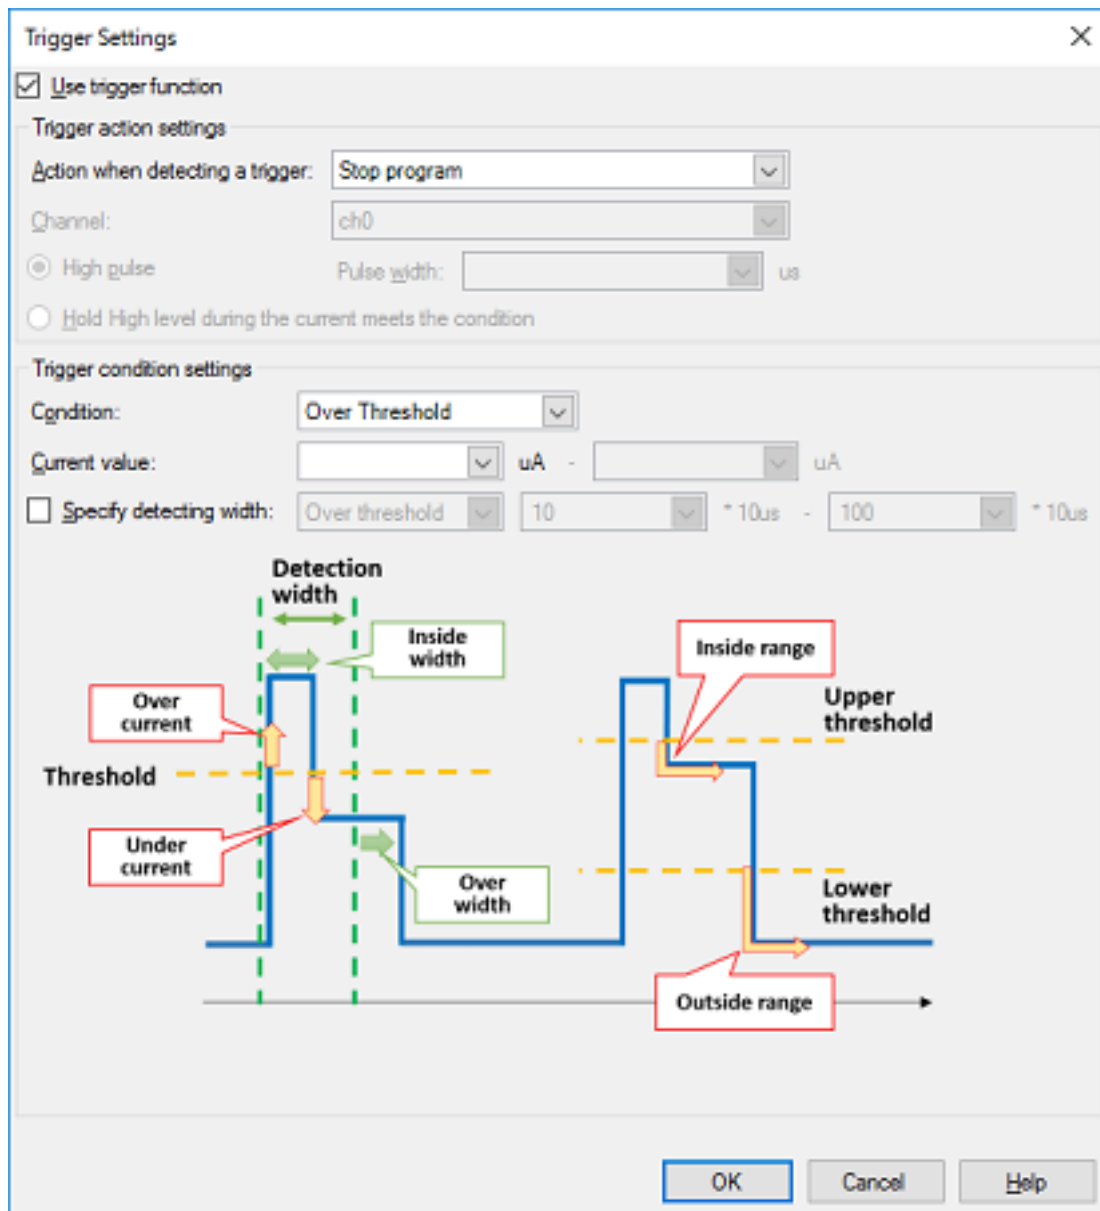 Trigger Settings
Use trigger function
Trigger action settings
Action when detecting a trigger: Stop program
Channel: ch0
High pulse Pulse width: us
Hold High level during the current meets the condition
Trigger condition settings
Condition: Over Threshold
Current value: uA - uA
Specify detecting width: Over threshold 10 * 10us - 100 * 10us
Detection
width
Inside
width
Over
current
Threshold
Under
current
Over
width
Inside range
Upper
threshold
Lower
threshold
Outside range
OK Cancel Help